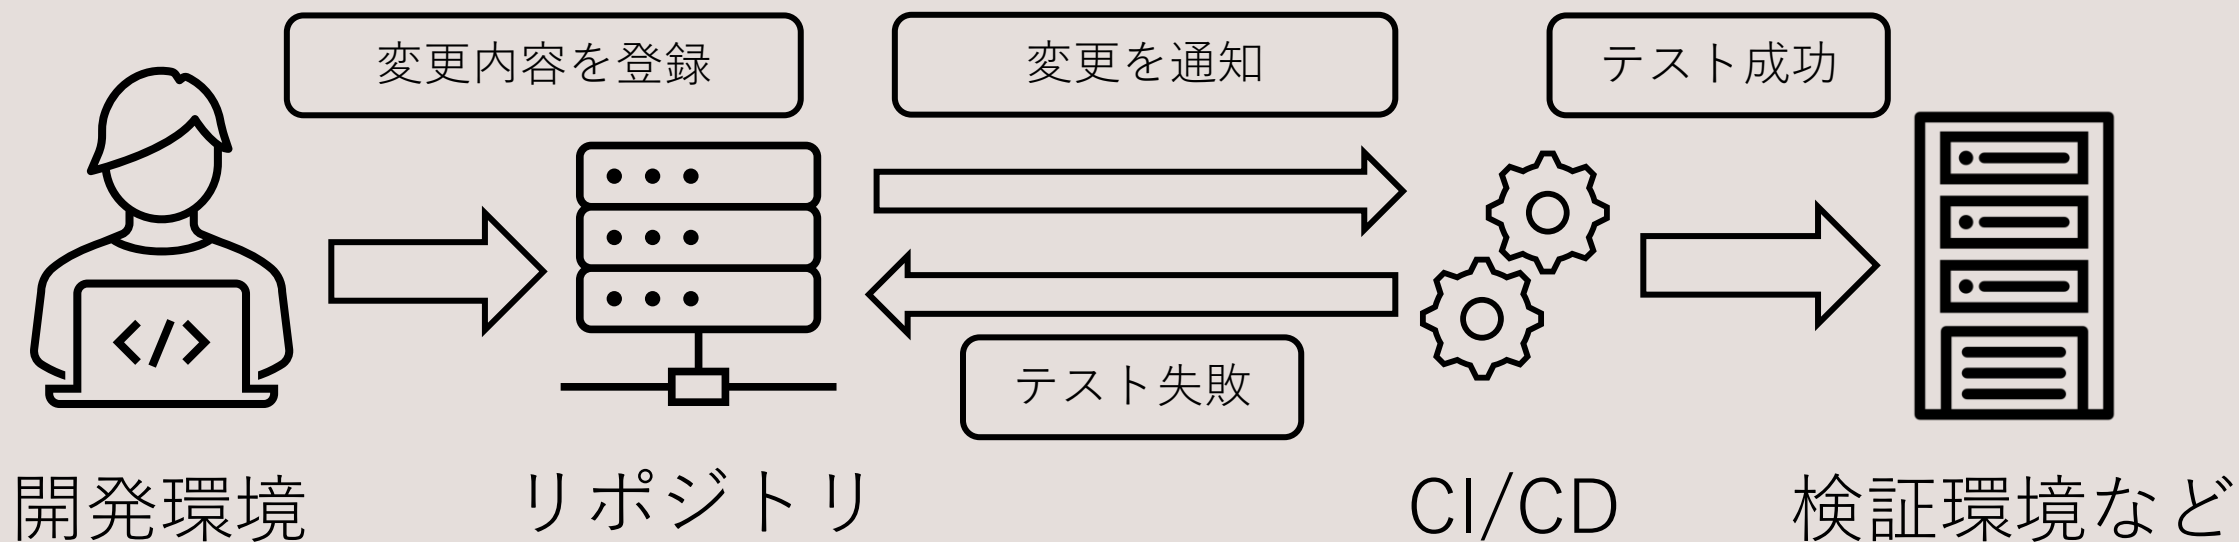 変更内容を登録
変更を通知
テスト成功
テスト失敗
開発環境
リポジトリ
CI/CD
検証環境など